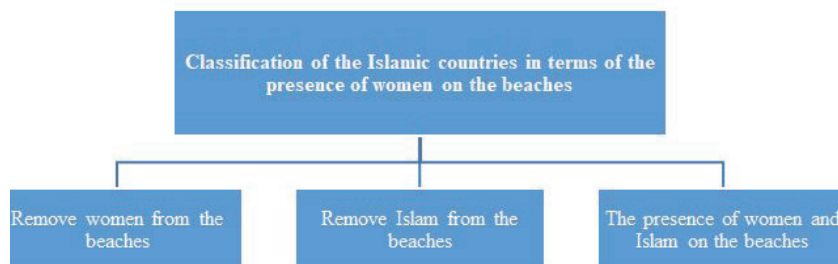 Classification of the Islamic countries in terms of the
presence of women on the beaches
Remove women from the
beaches
Remove Islam from the
beaches
The presence of women and
Islam on the beaches